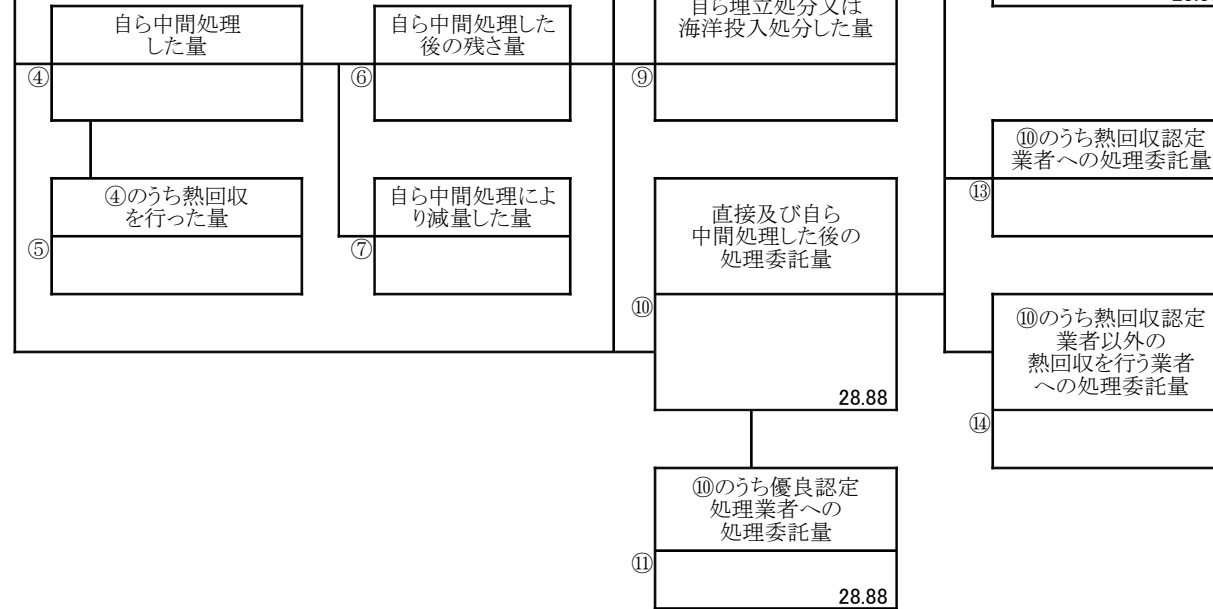 自ら中間処理
した量
④
自ら中間処理した
後の残さ量
⑥
自ら埋立処分又は
海洋投入処分した量
⑨
④のうち熱回収
を行った量
⑤
自ら中間処理によ
り減量した量
⑦
直接及び自ら
中間処理した後の
処理委託量
⑩
28.88
⑩のうち優良認定
処理業者への
処理委託量
⑪
28.88
⑩のうち熱回収認定
業者への処理委託量
⑬
⑩のうち熱回収認定
業者以外の
熱回収を行う業者
への処理委託量
⑭